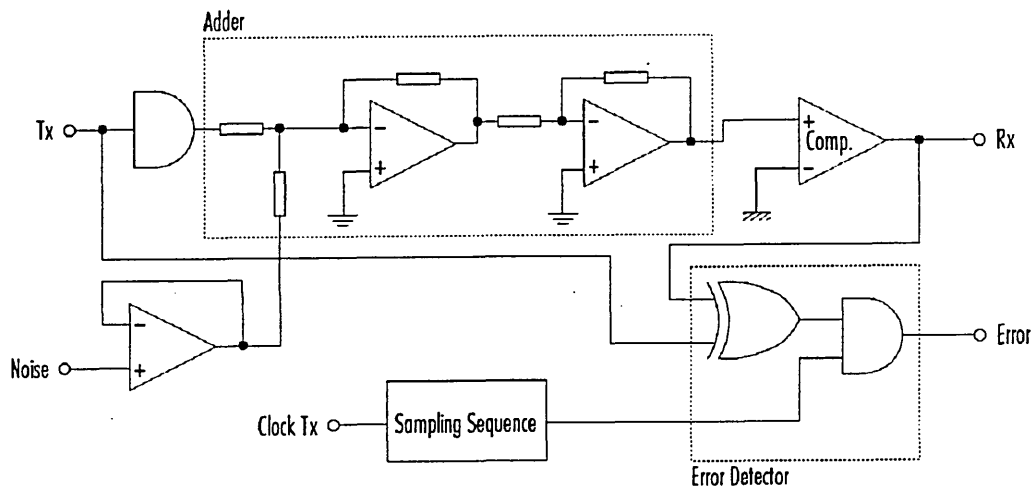 Adder
Tx
-
+
-
+
+
Comp.
-
Rx
-
+
Noise
Error
Clock Tx
Sampling Sequence
Error Detector